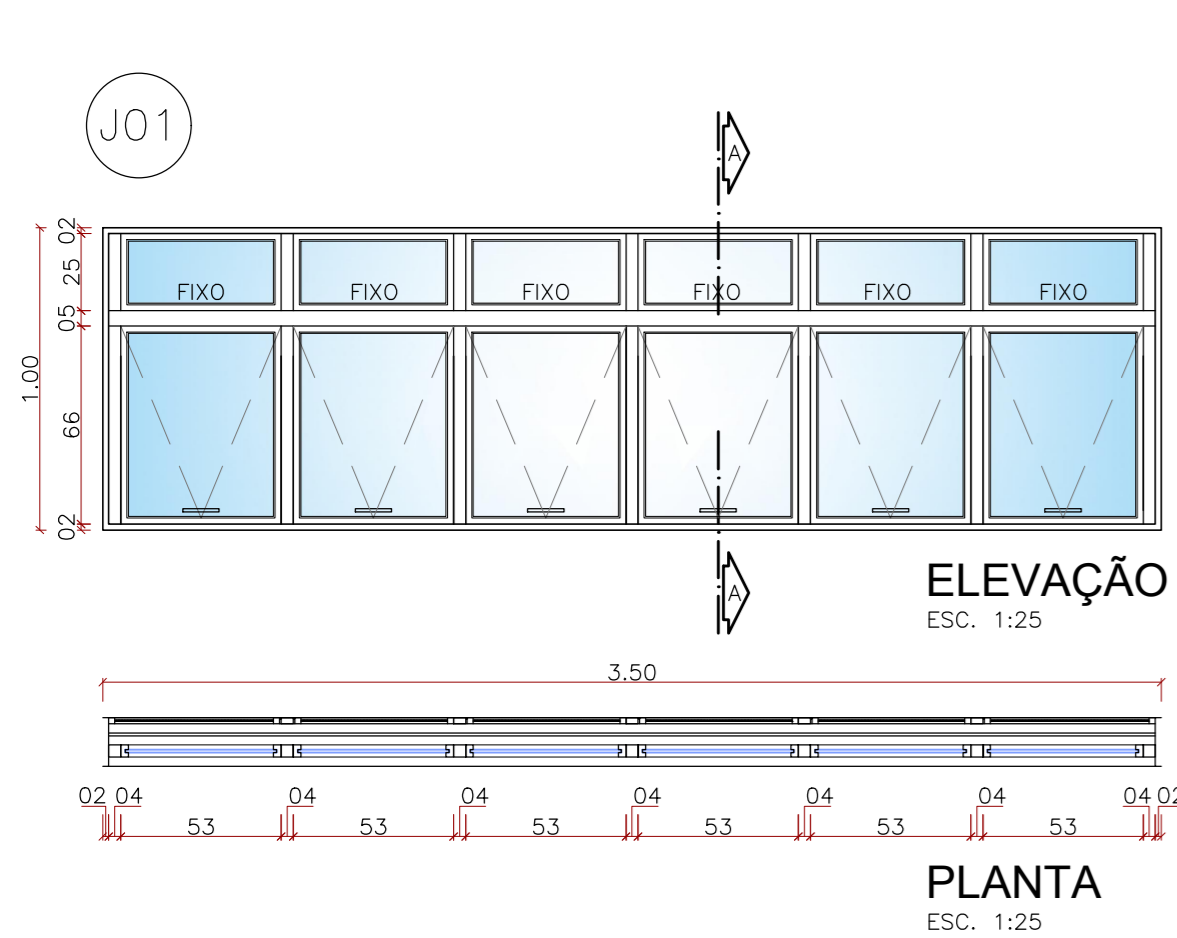 J01
A
02
25
05
66
02
1.00
FIXO FIXO FIXO FIXO FIXO FIXO
A
ELEVAÇÃO
ESC. 1:25
3.50
02 04 04 04 04 04 04 04 02
53 53 53 53 53 53
PLANTA
ESC. 1:25